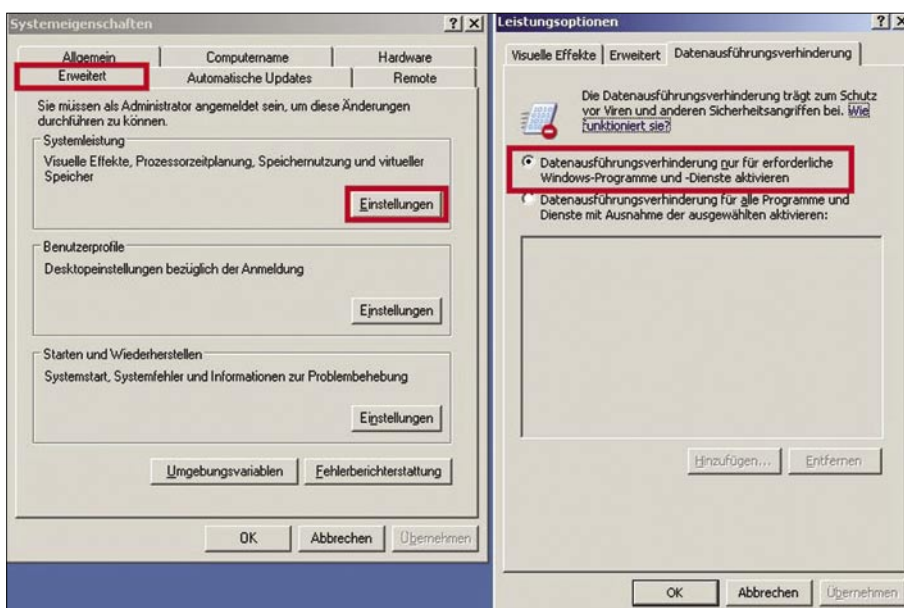 Systemeigenschaften
Allgemein
Computername
Hardware
Erweitert
Automatische Updates
Remote
Sie müssen als Administrator angemeldet sein, um diese Änderungen
durchführen zu können.
Systemleistung
Visuelle Effekte, Prozessorzeitplanung, Speichernutzung und virtueller
Speicher
Einstellungen
Benutzerprofile
Desktopeinstellungen bezüglich der Anmeldung
Einstellungen
Starten und Wiederherstellen
Systemstart, Systemfehler und Informationen zur Problembehebung
Einstellungen
Umgebungsvariablen
Fehlerberichterstattung
OK
Abbrechen
Übernehmen
Leistungsoptionen
Visuelle Effekte
Erweitert
Datenausführungsverhinderung
Die Datenausführungsverhinderung trägt zum Schutz
vor Viren und anderen Sicherheitsangriffen bei. Wie
funktioniert sie?
Datenausführungsverhinderung nur für erforderliche
Windows-Programme und -Dienste aktivieren
Datenausführungsverhinderung für alle Programme und
Dienste mit Ausnahme der ausgewählten aktivieren:
Hinzufügen...
Entfernen
OK
Abbrechen
Übernehmen